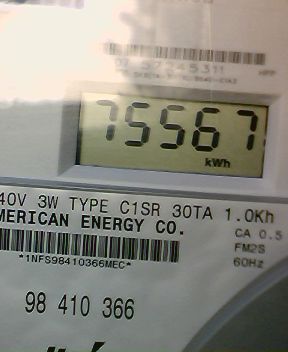 75567
kWh
40V 3W TYPE C1SR 30TA 1.0Kh
MERICAN ENERGY CO.
CA 0.5
FM2S
*1NFS98410366MEC*
60Hz
98 410 366